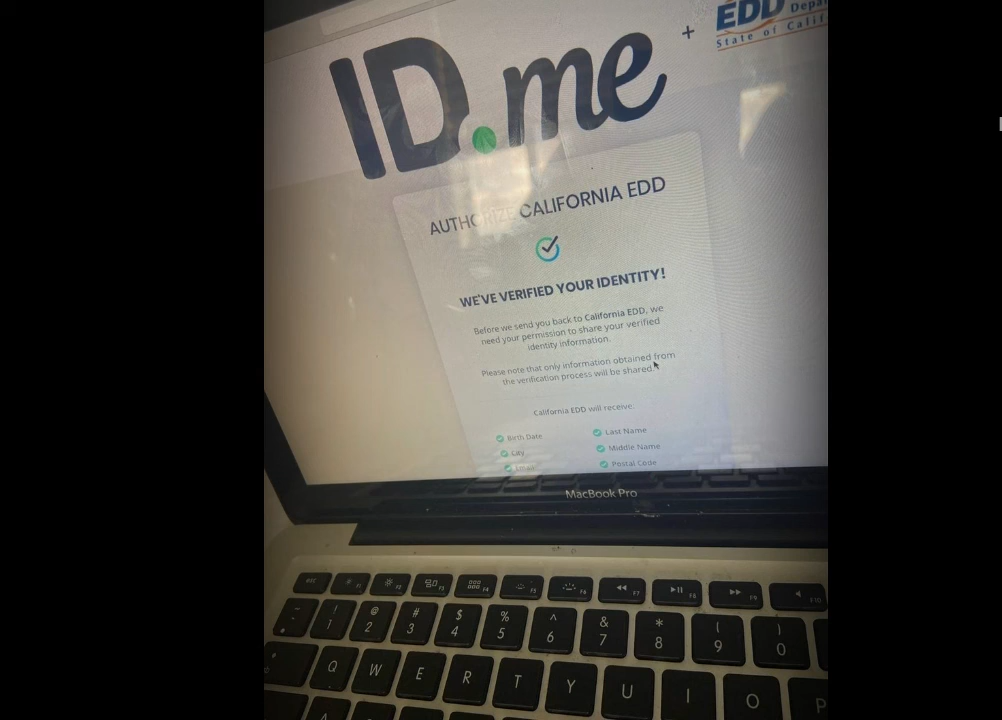 ID.me + EDD
State of Calif
AUTHORIZE CALIFORNIA EDD
WE'VE VERIFIED YOUR IDENTITY!
Before we send you back to California EDD, we
need your permission to share your verified
identity information.
Please note that only information obtained from
the verification process will be shared.
California EDD will receive:
Birth Date Last Name
City Middle Name
Email Postal Code
MacBook Pro
esc F1 F2 F3 F4 F5 F6 F7 F8 F9 F10
! @ # $ % ^ & * ( )
1 2 3 4 5 6 7 8 9 0
Q W E R T Y U I O P